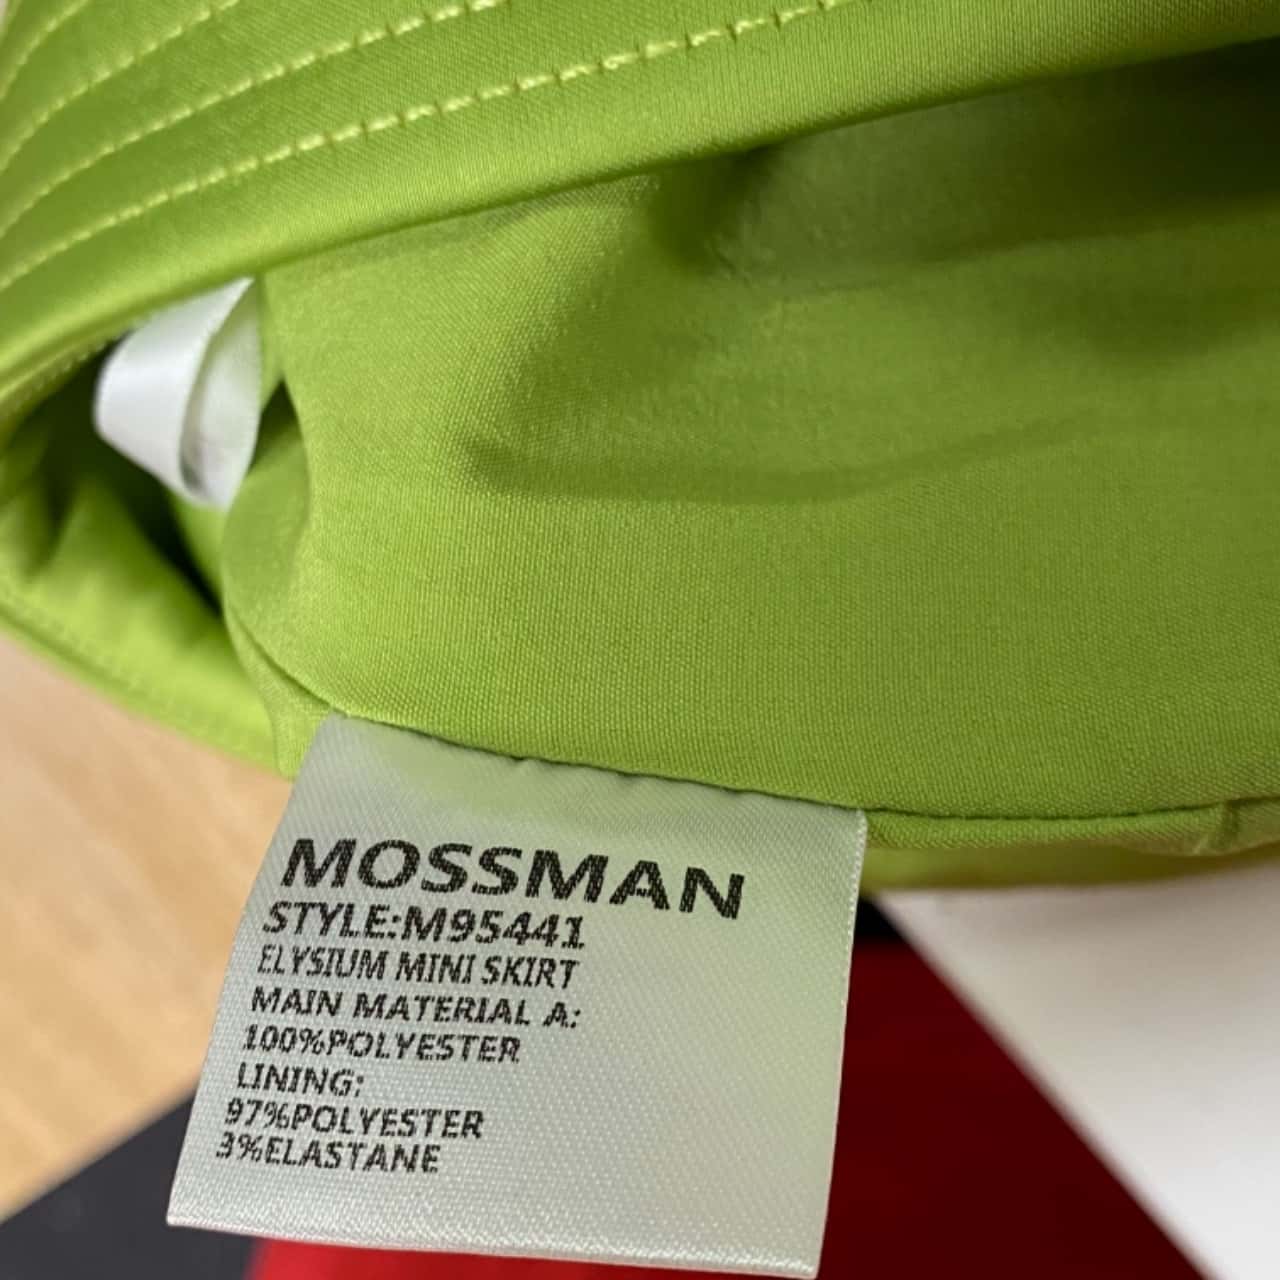 MOSSMAN
STYLE:M95441
ELYSIUM MINI SKIRT
MAIN MATERIAL A:
100%POLYESTER
LINING:
97%POLYESTER
3%ELASTANE